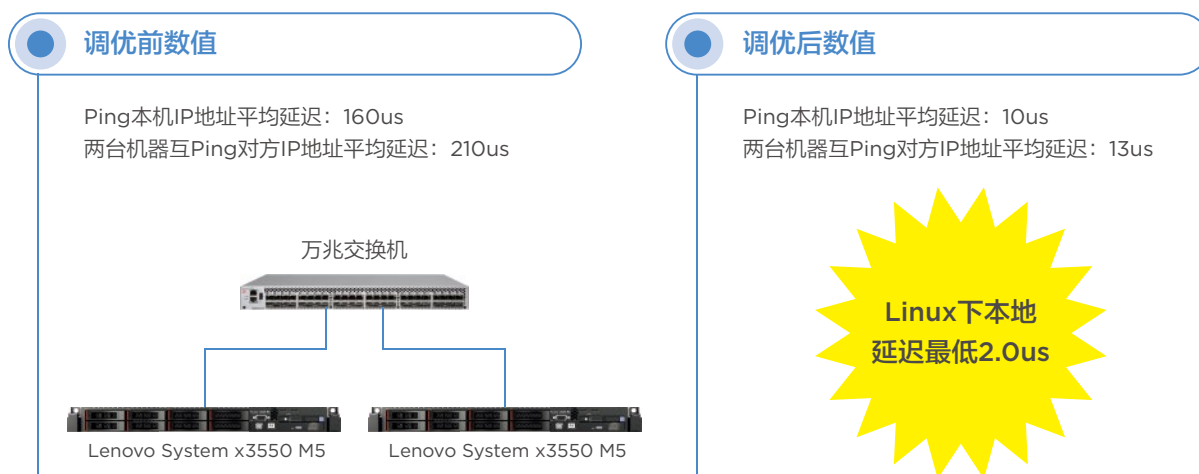 调优前数值
Ping本机IP地址平均延迟：160us
两台机器互Ping对方IP地址平均延迟：210us
万兆交换机
Lenovo System x3550 M5
Lenovo System x3550 M5
调优后数值
Ping本机IP地址平均延迟：10us
两台机器互Ping对方IP地址平均延迟：13us
Linux下本地
延迟最低2.0us